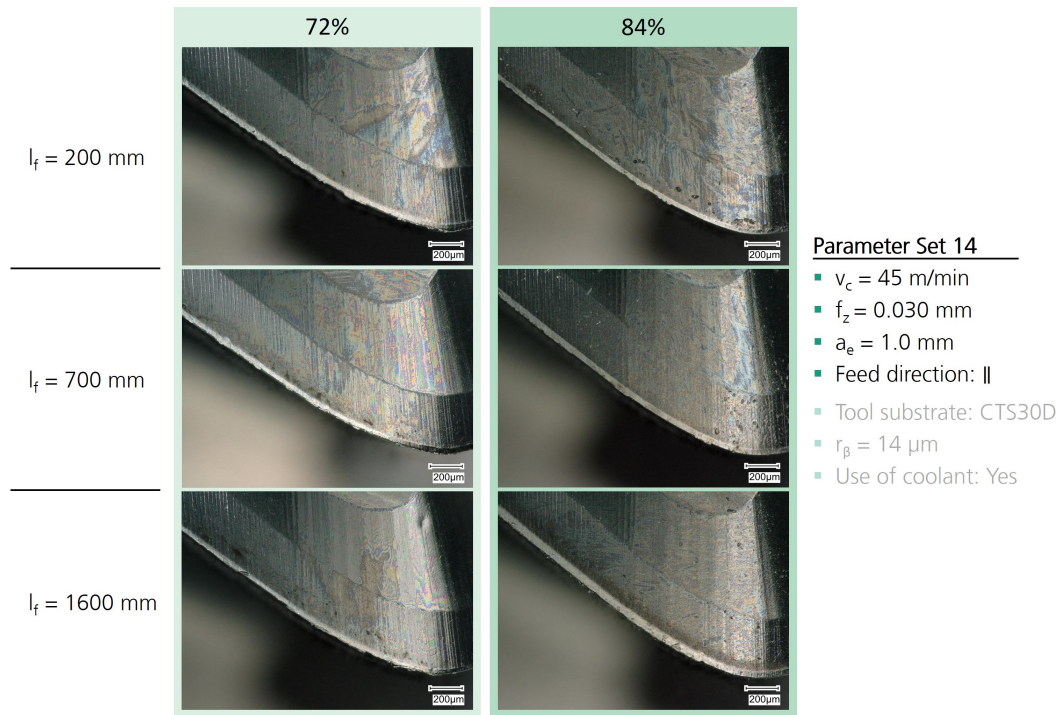 72%
84%
lf = 200 mm
200µm
200µm
lf = 700 mm
200µm
200µm
lf = 1600 mm
200µm
200µm
Parameter Set 14
▪ vc = 45 m/min
▪ fz = 0.030 mm
▪ ae = 1.0 mm
▪ Feed direction: ∥
▪ Tool substrate: CTS30D
▪ rβ = 14 µm
▪ Use of coolant: Yes